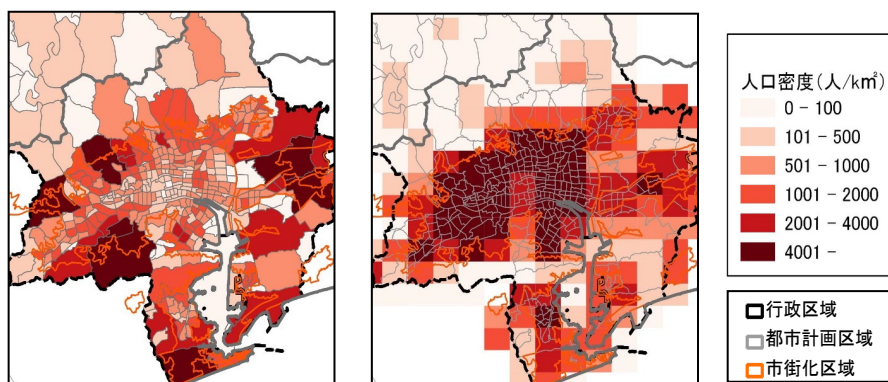 人口密度(人/k㎡)
0 - 100
101 - 500
501 - 1000
1001 - 2000
2001 - 4000
4001 -
行政区域
都市計画区域
市街化区域